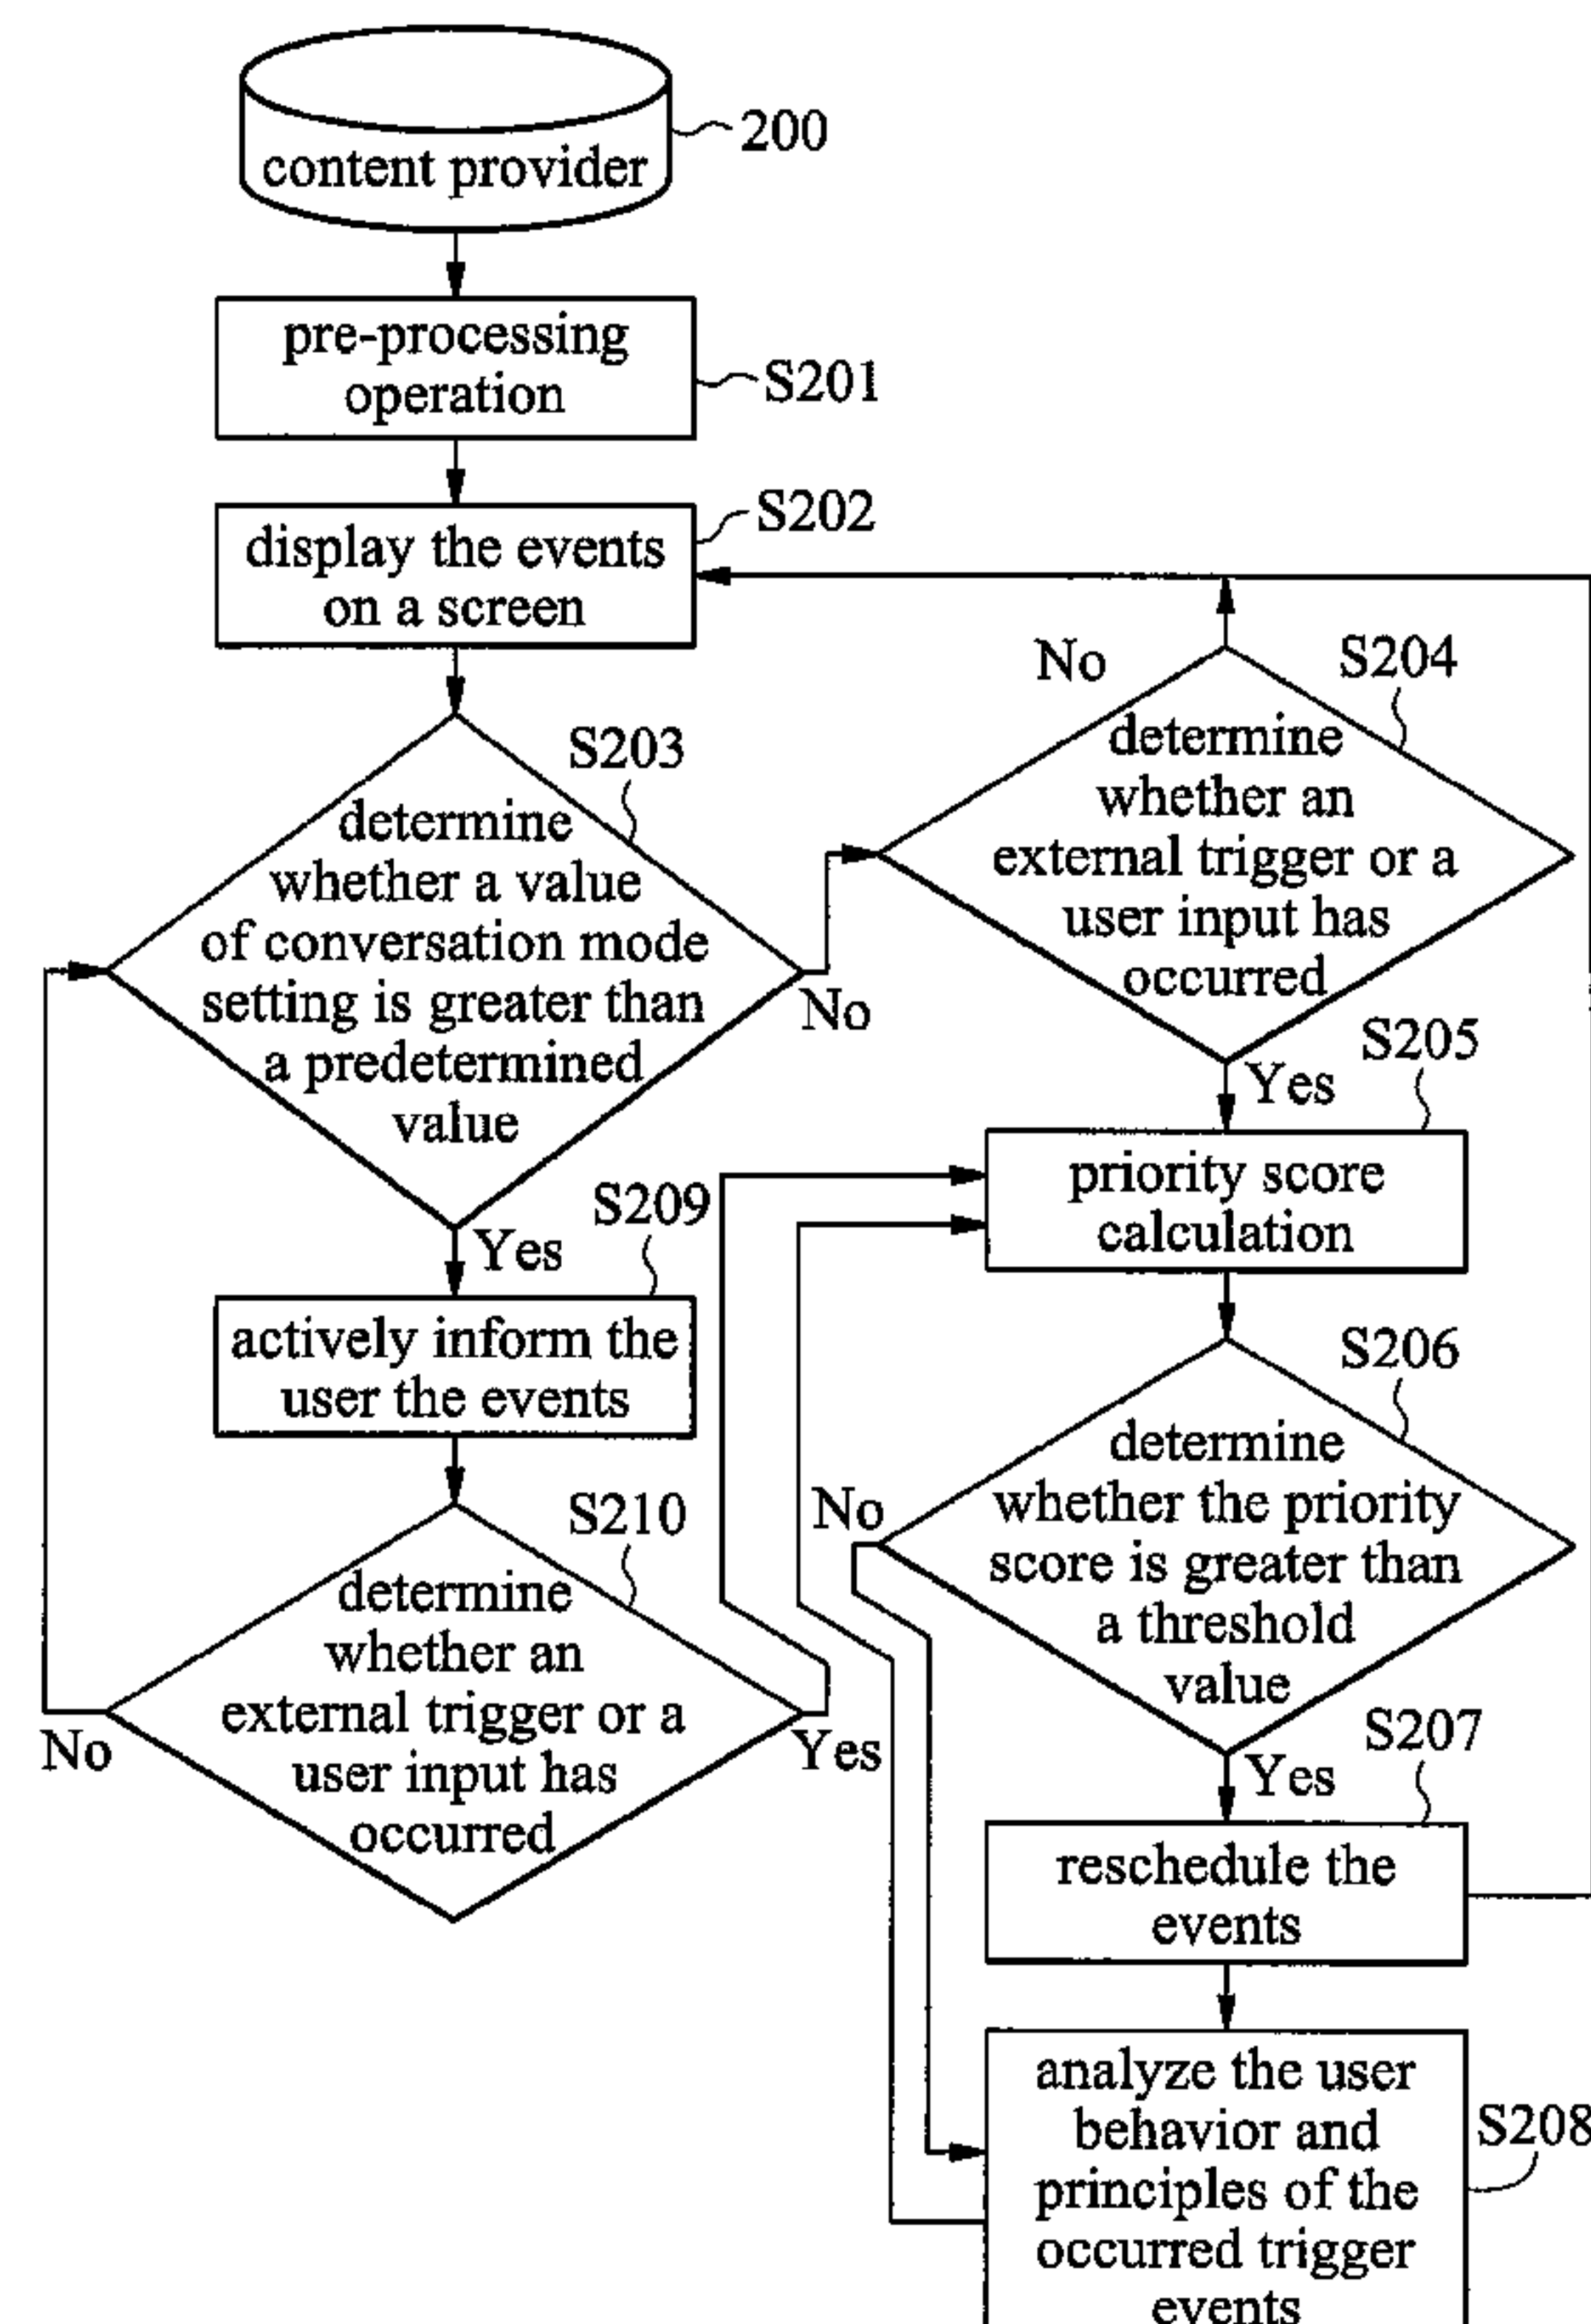 content provider
200
pre-processing
operation
S201
display the events
on a screen
S202
S203
determine
whether a value
of conversation mode
setting is greater than
a predetermined
value
No
Yes
No
S204
determine
whether an
external trigger or a
user input has
occurred
Yes
S205
priority score
calculation
S209
actively inform the
user the events
S206
determine
whether the priority
score is greater than
a threshold
value
No
Yes
S210
determine
whether an
external trigger or a
user input has
occurred
No
Yes
S207
reschedule the
events
analyze the user
behavior and
principles of the
occurred trigger
events
S208